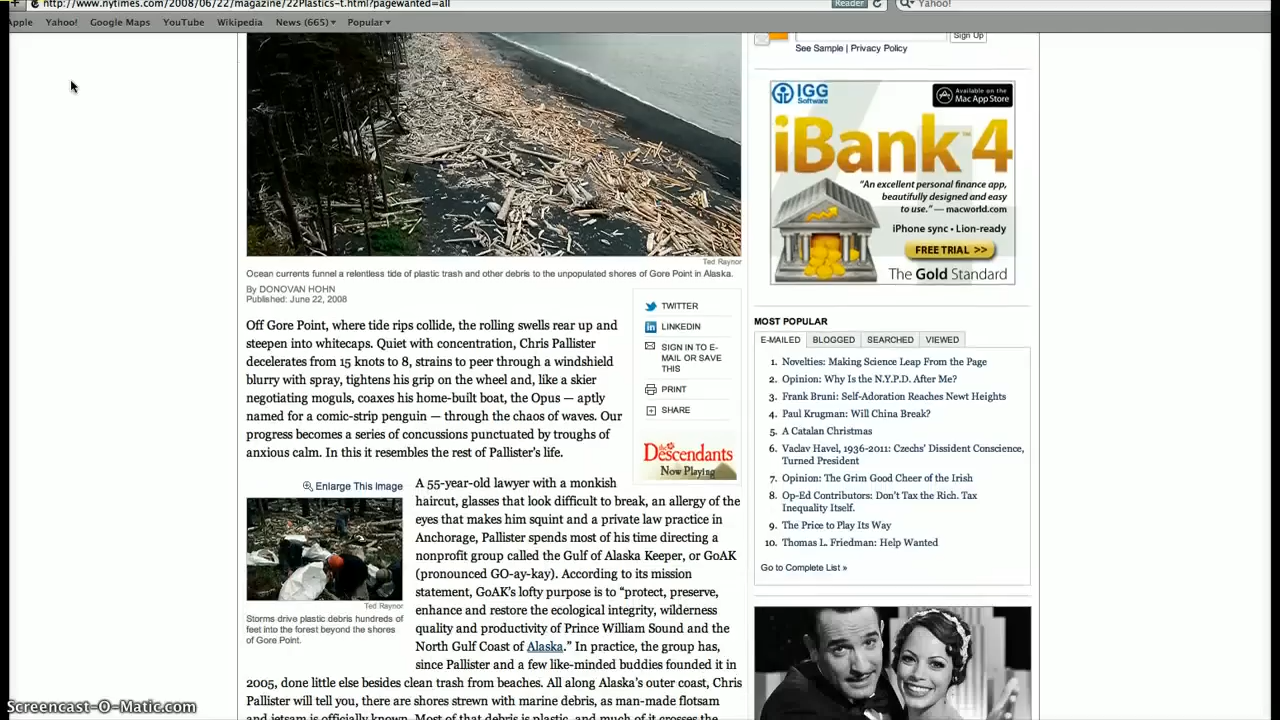 http://www.nytimes.com/2008/06/22/magazine/22Plastics-t.html?pagewanted=all
Reader
Yahoo!
Apple Yahoo! Google Maps YouTube Wikipedia News (665) Popular
Sign Up
See Sample | Privacy Policy
IGG Software
Available on the Mac App Store
iBank 4
“An excellent personal finance app,
beautifully designed and easy
to use.” — macworld.com
iPhone sync • Lion-ready
FREE TRIAL >>
The Gold Standard
Ted Raynor
Ocean currents funnel a relentless tide of plastic trash and other debris to the unpopulated shores of Gore Point in Alaska.
By DONOVAN HOHN
Published: June 22, 2008
Off Gore Point, where tide rips collide, the rolling swells rear up and
steepen into whitecaps. Quiet with concentration, Chris Pallister
decelerates from 15 knots to 8, strains to peer through a windshield
blurry with spray, tightens his grip on the wheel and, like a skier
negotiating moguls, coaxes his home-built boat, the Opus — aptly
named for a comic-strip penguin — through the chaos of waves. Our
progress becomes a series of concussions punctuated by troughs of
anxious calm. In this it resembles the rest of Pallister’s life.
TWITTER
LINKEDIN
SIGN IN TO E-
MAIL OR SAVE
THIS
PRINT
SHARE
the Descendants
Now Playing
Enlarge This Image
Ted Raynor
Storms drive plastic debris hundreds of
feet into the forest beyond the shores
of Gore Point.
A 55-year-old lawyer with a monkish
haircut, glasses that look difficult to break, an allergy of the
eyes that makes him squint and a private law practice in
Anchorage, Pallister spends most of his time directing a
nonprofit group called the Gulf of Alaska Keeper, or GoAK
(pronounced GO-ay-kay). According to its mission
statement, GoAK’s lofty purpose is to “protect, preserve,
enhance and restore the ecological integrity, wilderness
quality and productivity of Prince William Sound and the
North Gulf Coast of Alaska.” In practice, the group has,
since Pallister and a few like-minded buddies founded it in
2005, done little else besides clean trash from beaches. All along Alaska’s outer coast, Chris
Pallister will tell you, there are shores strewn with marine debris, as man-made flotsam
and jetsam is officially known. Most of that debris is plastic, and much of it crosses the
MOST POPULAR
E-MAILED BLOGGED SEARCHED VIEWED
1. Novelties: Making Science Leap From the Page
2. Opinion: Why Is the N.Y.P.D. After Me?
3. Frank Bruni: Self-Adoration Reaches Newt Heights
4. Paul Krugman: Will China Break?
5. A Catalan Christmas
6. Vaclav Havel, 1936-2011: Czechs’ Dissident Conscience,
Turned President
7. Opinion: The Grim Good Cheer of the Irish
8. Op-Ed Contributors: Don’t Tax the Rich. Tax
Inequality Itself.
9. The Price to Play Its Way
10. Thomas L. Friedman: Help Wanted
Go to Complete List »
Screencast-O-Matic.com